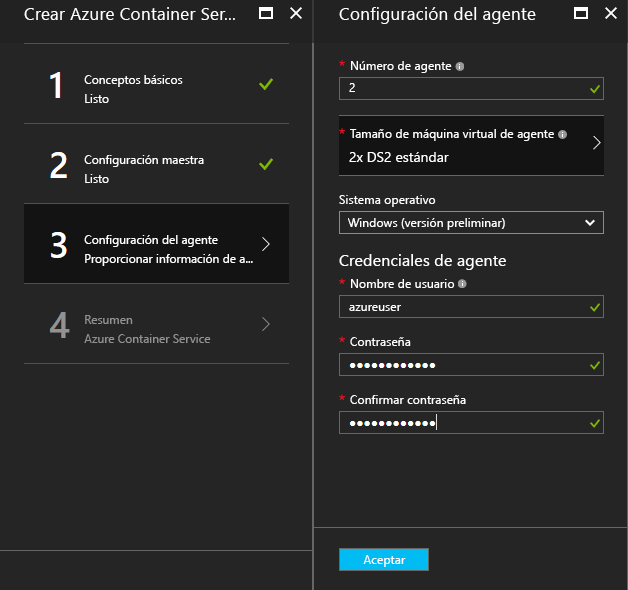 Crear Azure Container Ser...
1
Conceptos básicos
Listo
2
Configuración maestra
Listo
3
Configuración del agente
Proporcionar información de a...
4
Resumen
Azure Container Service
Configuración del agente
* Número de agente
2
* Tamaño de máquina virtual de agente
2x DS2 estándar
Sistema operativo
Windows (versión preliminar)
Credenciales de agente
* Nombre de usuario
azureuser
* Contraseña
••••••••••••
* Confirmar contraseña
••••••••••••
Aceptar